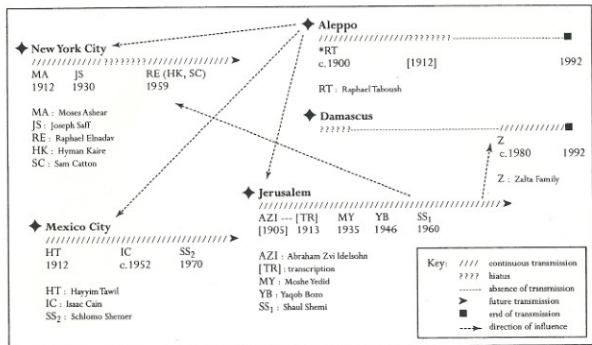 New York City
////////////????????////////////////////
MA JS RE (HK, SC)
1912 1930 1959
MA : Moses Ashear
JS : Joseph Saff
RE : Raphael Elnadav
HK : Hyman Kaire
SC : Sam Catton
Aleppo
*RT
c.1900 [1912] 1992
RT : Raphael Taboush
Damascus
??????
Z
c.1980 1992
Z : Zalta Family
Jerusalem
AZI --- [TR] MY YB SS1
[1905] 1913 1935 1946 1960
AZI : Abraham Zvi Idelsohn
[TR] : transcription
MY : Moshe Yedid
YB : Yaqob Bozo
SS1 : Shaul Shemi
Mexico City
HT IC SS2
1912 c.1952 1970
HT : Hayyim Tawil
IC : Isaac Cain
SS2 : Schlomo Shemer
Key: //// continuous transmission
???? hiatus
absence of transmission
future transmission
end of transmission
direction of influence